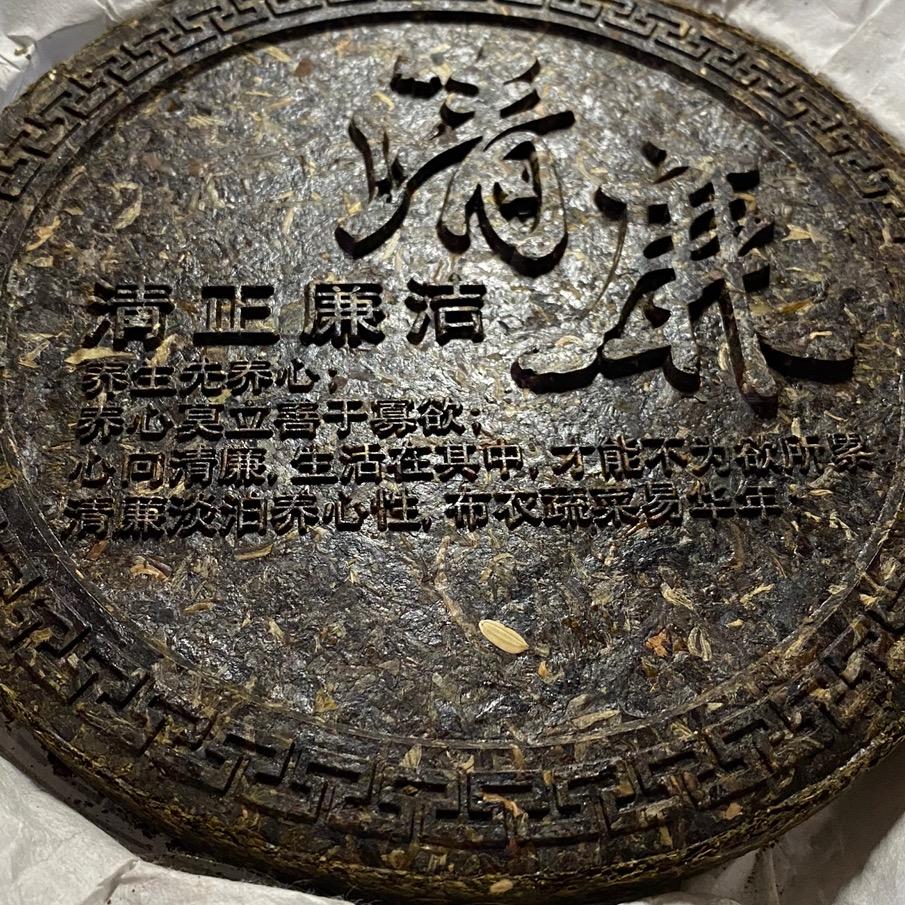 清廉
清正廉洁
养生先养心;
养心莫立善于寡欲;
心向清廉,生活在其中,才能不为欲所累
清廉淡泊养心性,布衣疏菜易华年;